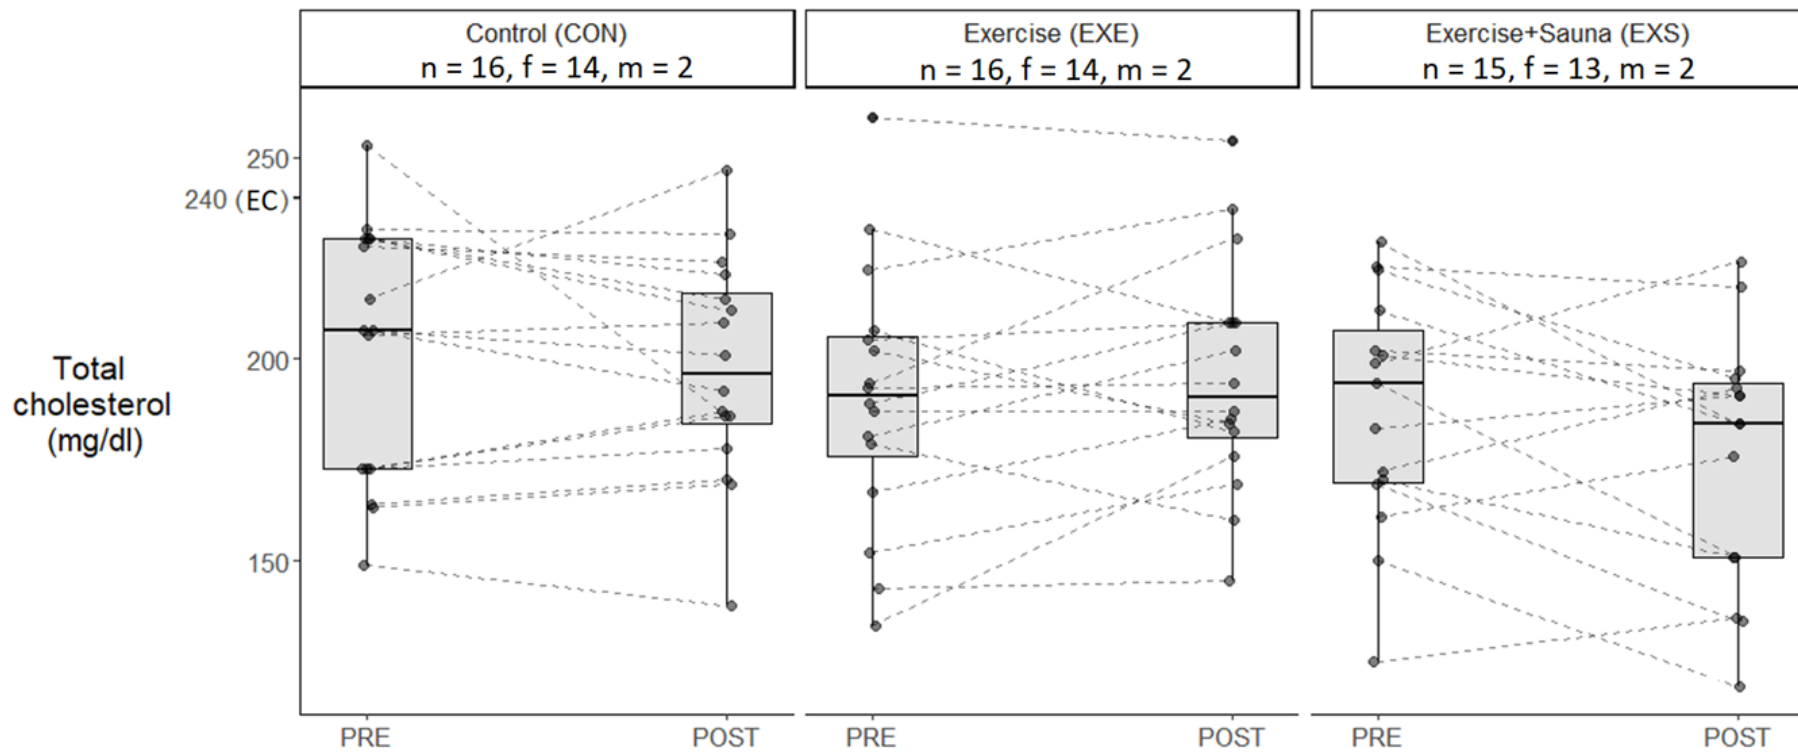 Control (CON)
n = 16, f = 14, m = 2
Exercise (EXE)
n = 16, f = 14, m = 2
Exercise+Sauna (EXS)
n = 15, f = 13, m = 2
250
240 (EC)
200
150
Total
cholesterol
(mg/dl)
PRE
POST
PRE
POST
PRE
POST